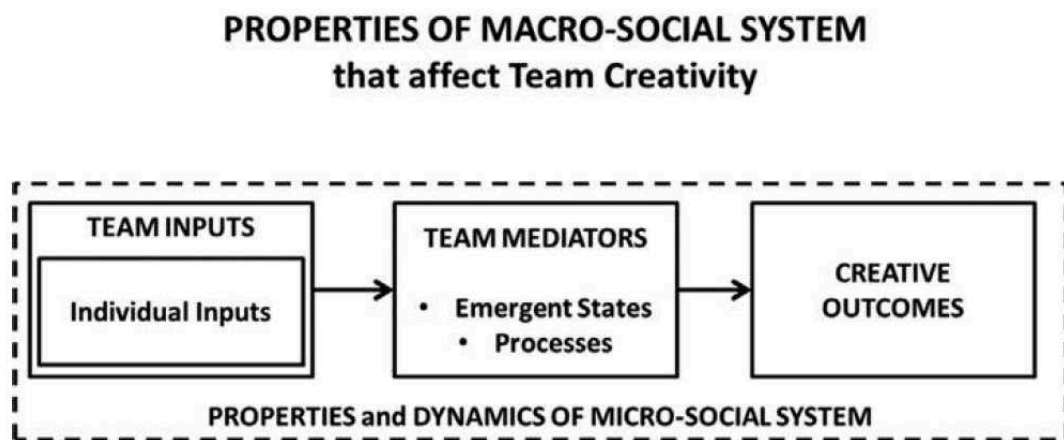 PROPERTIES OF MACRO-SOCIAL SYSTEM
that affect Team Creativity
TEAM INPUTS
Individual Inputs
TEAM MEDIATORS
• Emergent States
• Processes
CREATIVE
OUTCOMES
PROPERTIES and DYNAMICS OF MICRO-SOCIAL SYSTEM